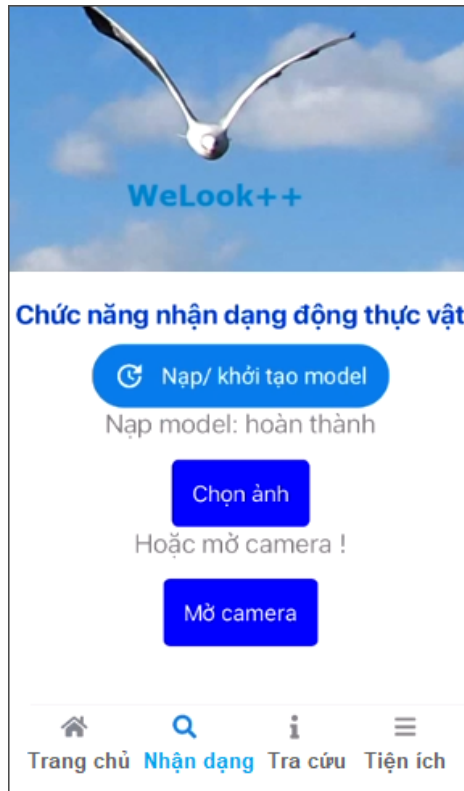 WeLook++
Chức năng nhận dạng động thực vật
Nạp/ khởi tạo model
Nạp model: hoàn thành
Chọn ảnh
Hoặc mở camera !
Mở camera
Trang chủ Nhận dạng Tra cứu Tiện ích